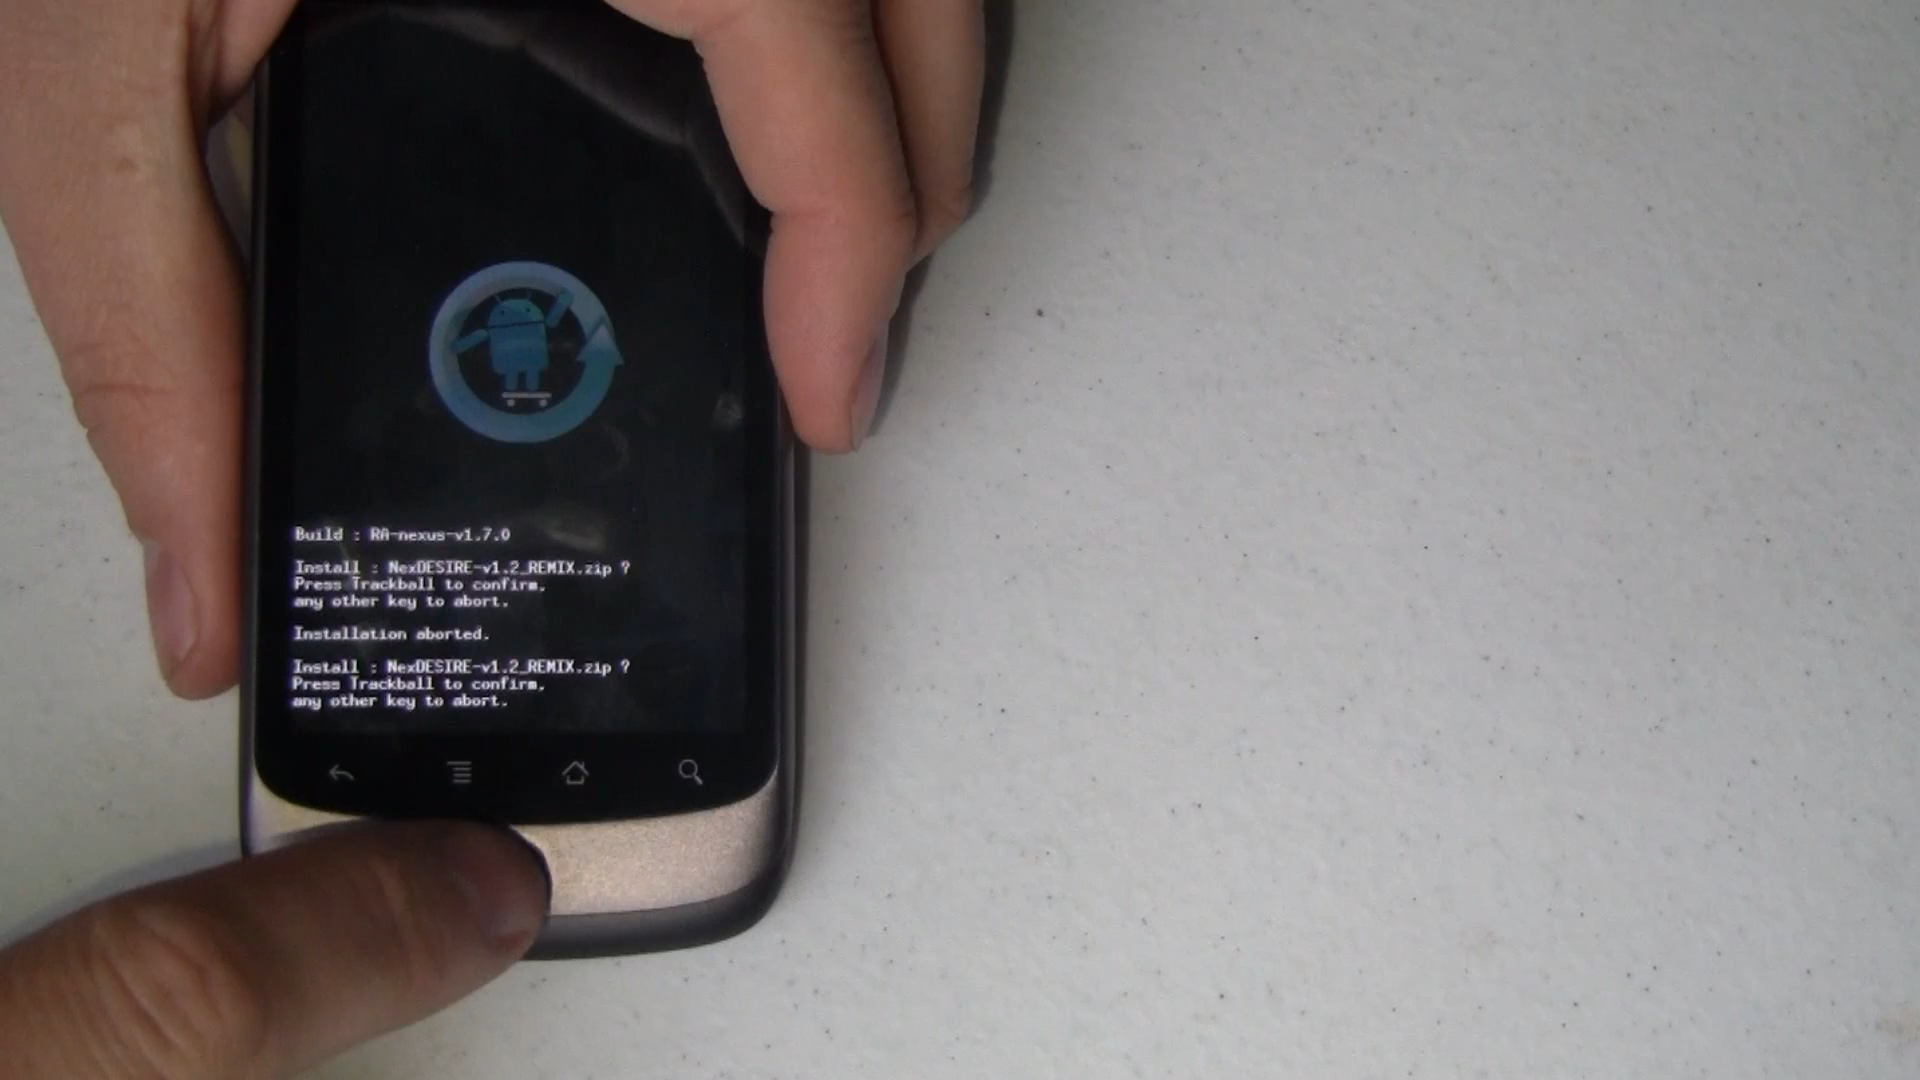 Build : RA-nexus-v1.7.0
Install : NexDESIRE-v1.2_REMIX.zip ?
Press Trackball to confirm,
any other key to abort.
Installation aborted.
Install : NexDESIRE-v1.2_REMIX.zip ?
Press Trackball to confirm,
any other key to abort.